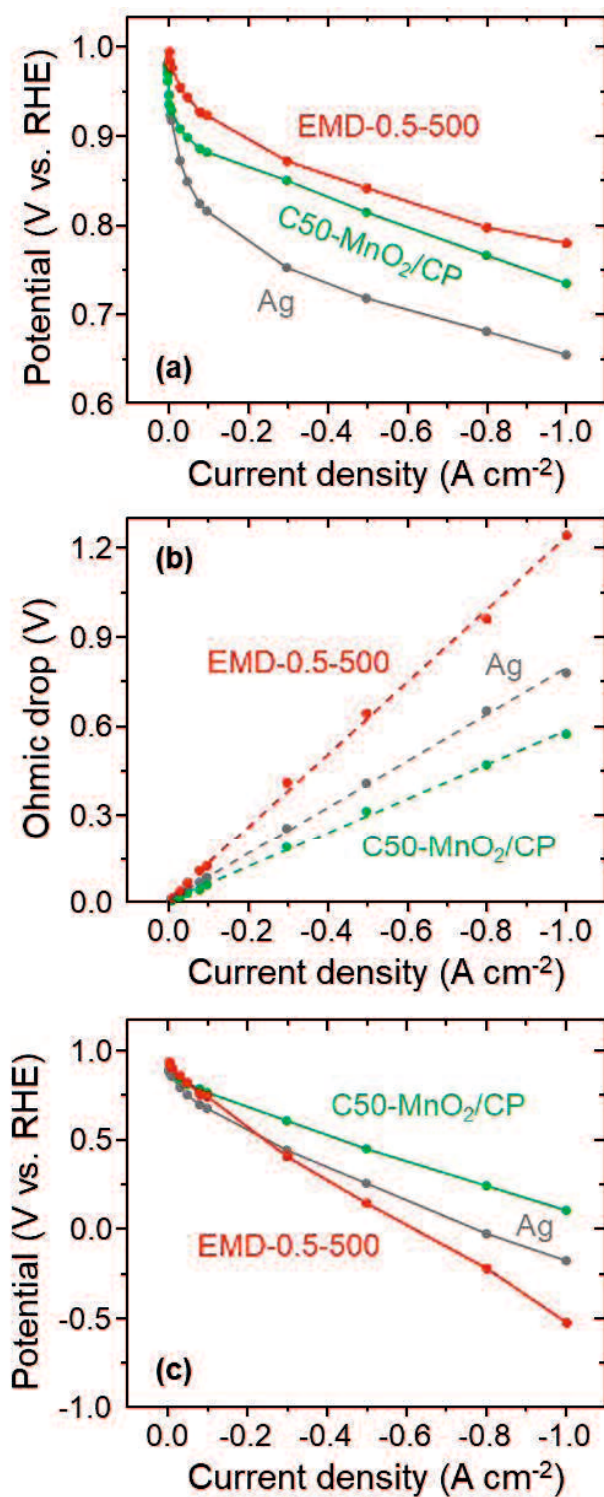 1.0
Potential (V vs. RHE)
0.9
EMD-0.5-500
0.8
C50-MnO₂/CP
0.7
Ag
(a)
0.6
0.0 -0.2 -0.4 -0.6 -0.8 -1.0
Current density (A cm⁻²)
(b)
1.2
Ohmic drop (V)
0.9
EMD-0.5-500
Ag
0.6
0.3
C50-MnO₂/CP
0.0
0.0 -0.2 -0.4 -0.6 -0.8 -1.0
Current density (A cm⁻²)
1.0
Potential (V vs. RHE)
C50-MnO₂/CP
0.5
0.0
Ag
EMD-0.5-500
-0.5
(c)
-1.0
0.0 -0.2 -0.4 -0.6 -0.8 -1.0
Current density (A cm⁻²)